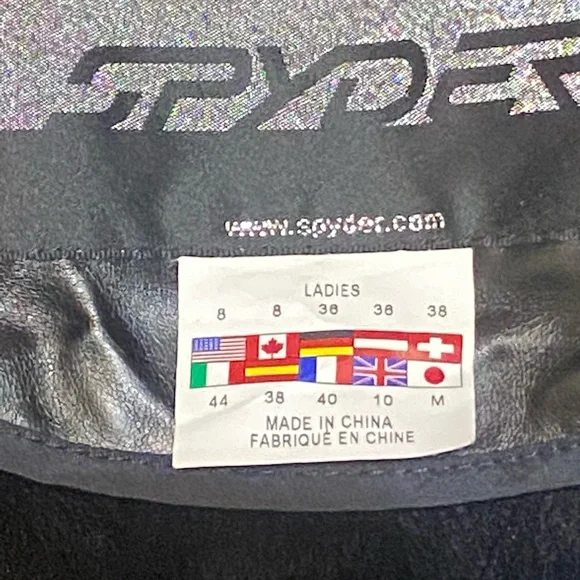 SPYDER
www.spyder.com
LADIES
8 8 38 38 38
44 38 40 10 M
MADE IN CHINA
FABRIQUÉ EN CHINE